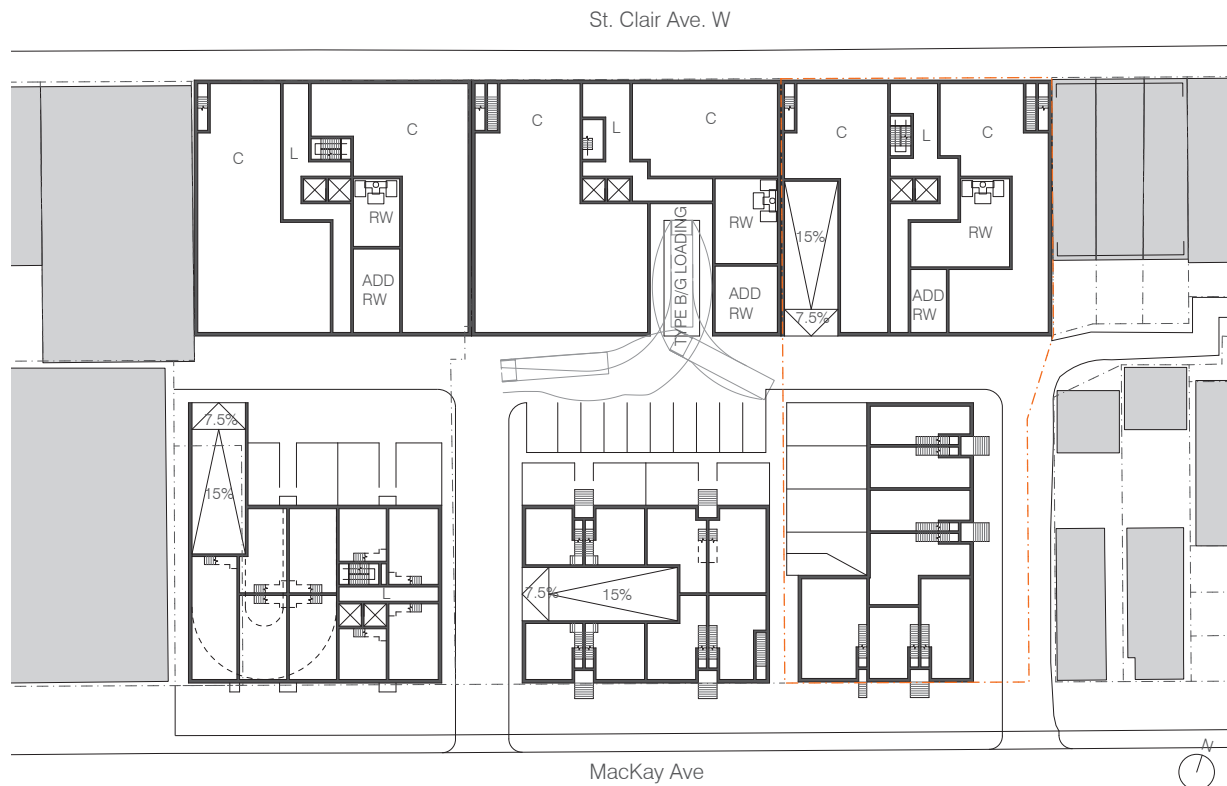 St. Clair Ave. W
C
L
C
C
L
C
C
L
C
RW
RW
RW
15%
ADD
RW
TYPE B/G LOADING
ADD
RW
ADD
RW
7.5%
7.5%
15%
7.5%
15%
L
MacKay Ave
N